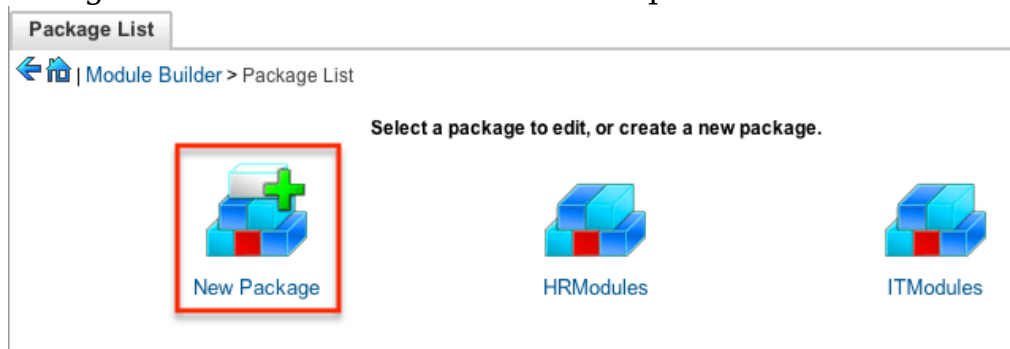 Package List
| Module Builder > Package List
Select a package to edit, or create a new package.
New Package HRModules ITModules